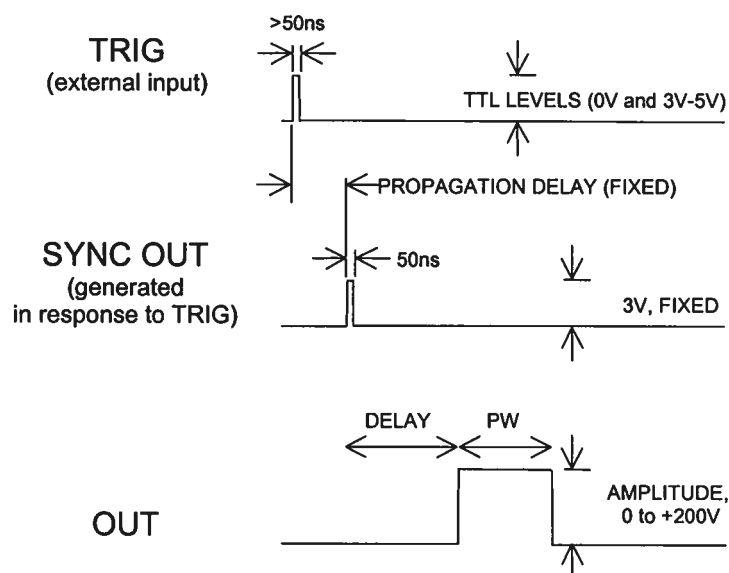 >50ns
TRIG
(external input)
TTL LEVELS (0V and 3V-5V)
PROPAGATION DELAY (FIXED)
SYNC OUT
(generated
in response to TRIG)
50ns
3V, FIXED
DELAY
PW
AMPLITUDE,
0 to +200V
OUT